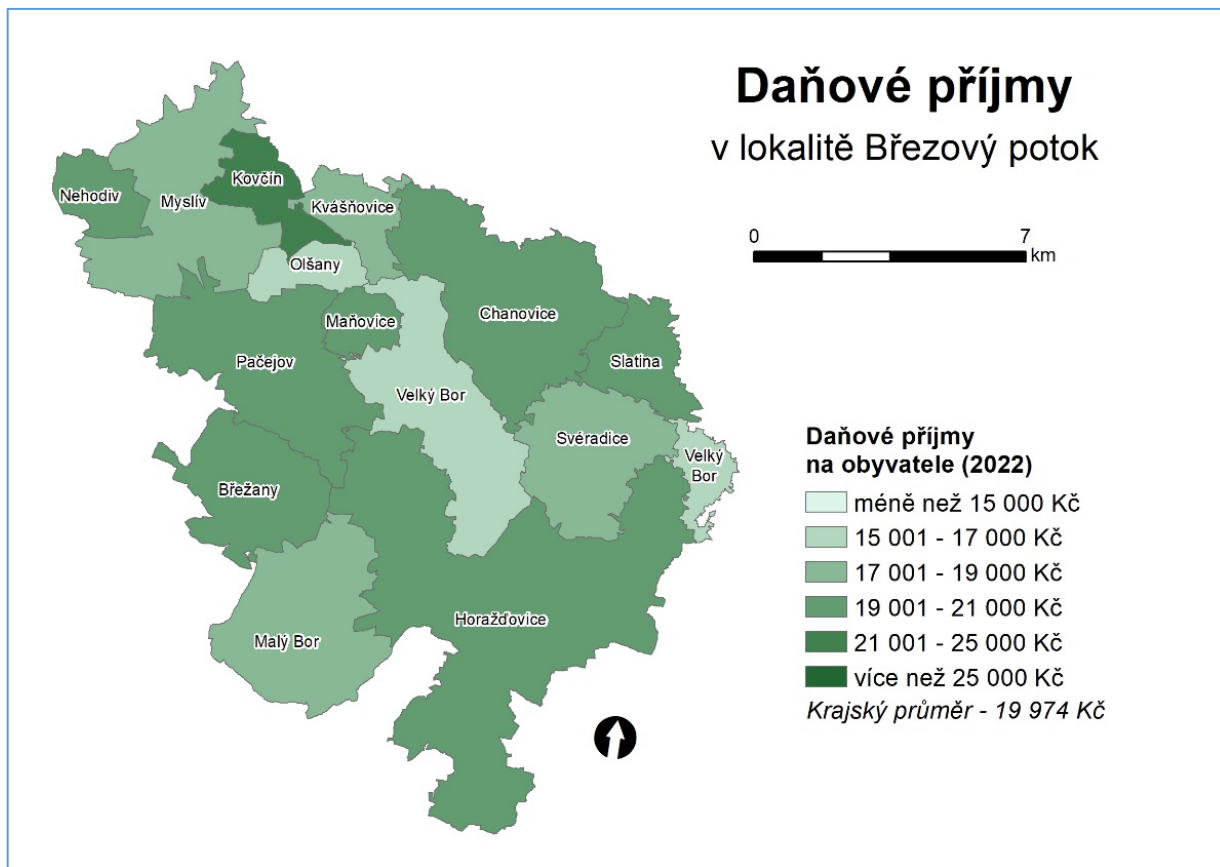 Daňové příjmy
v lokalitě Březový potok
0 7
km
Kovčín
Nehodiv
Myslív
Kvášňovice
Olšany
Chanovice
Maňovice
Pačejov
Slatina
Velký Bor
Svéradice
Velký
Bor
Břežany
Horažďovice
Malý Bor
Daňové příjmy
na obyvatele (2022)
méně než 15 000 Kč
15 001 - 17 000 Kč
17 001 - 19 000 Kč
19 001 - 21 000 Kč
21 001 - 25 000 Kč
více než 25 000 Kč
Krajský průměr - 19 974 Kč